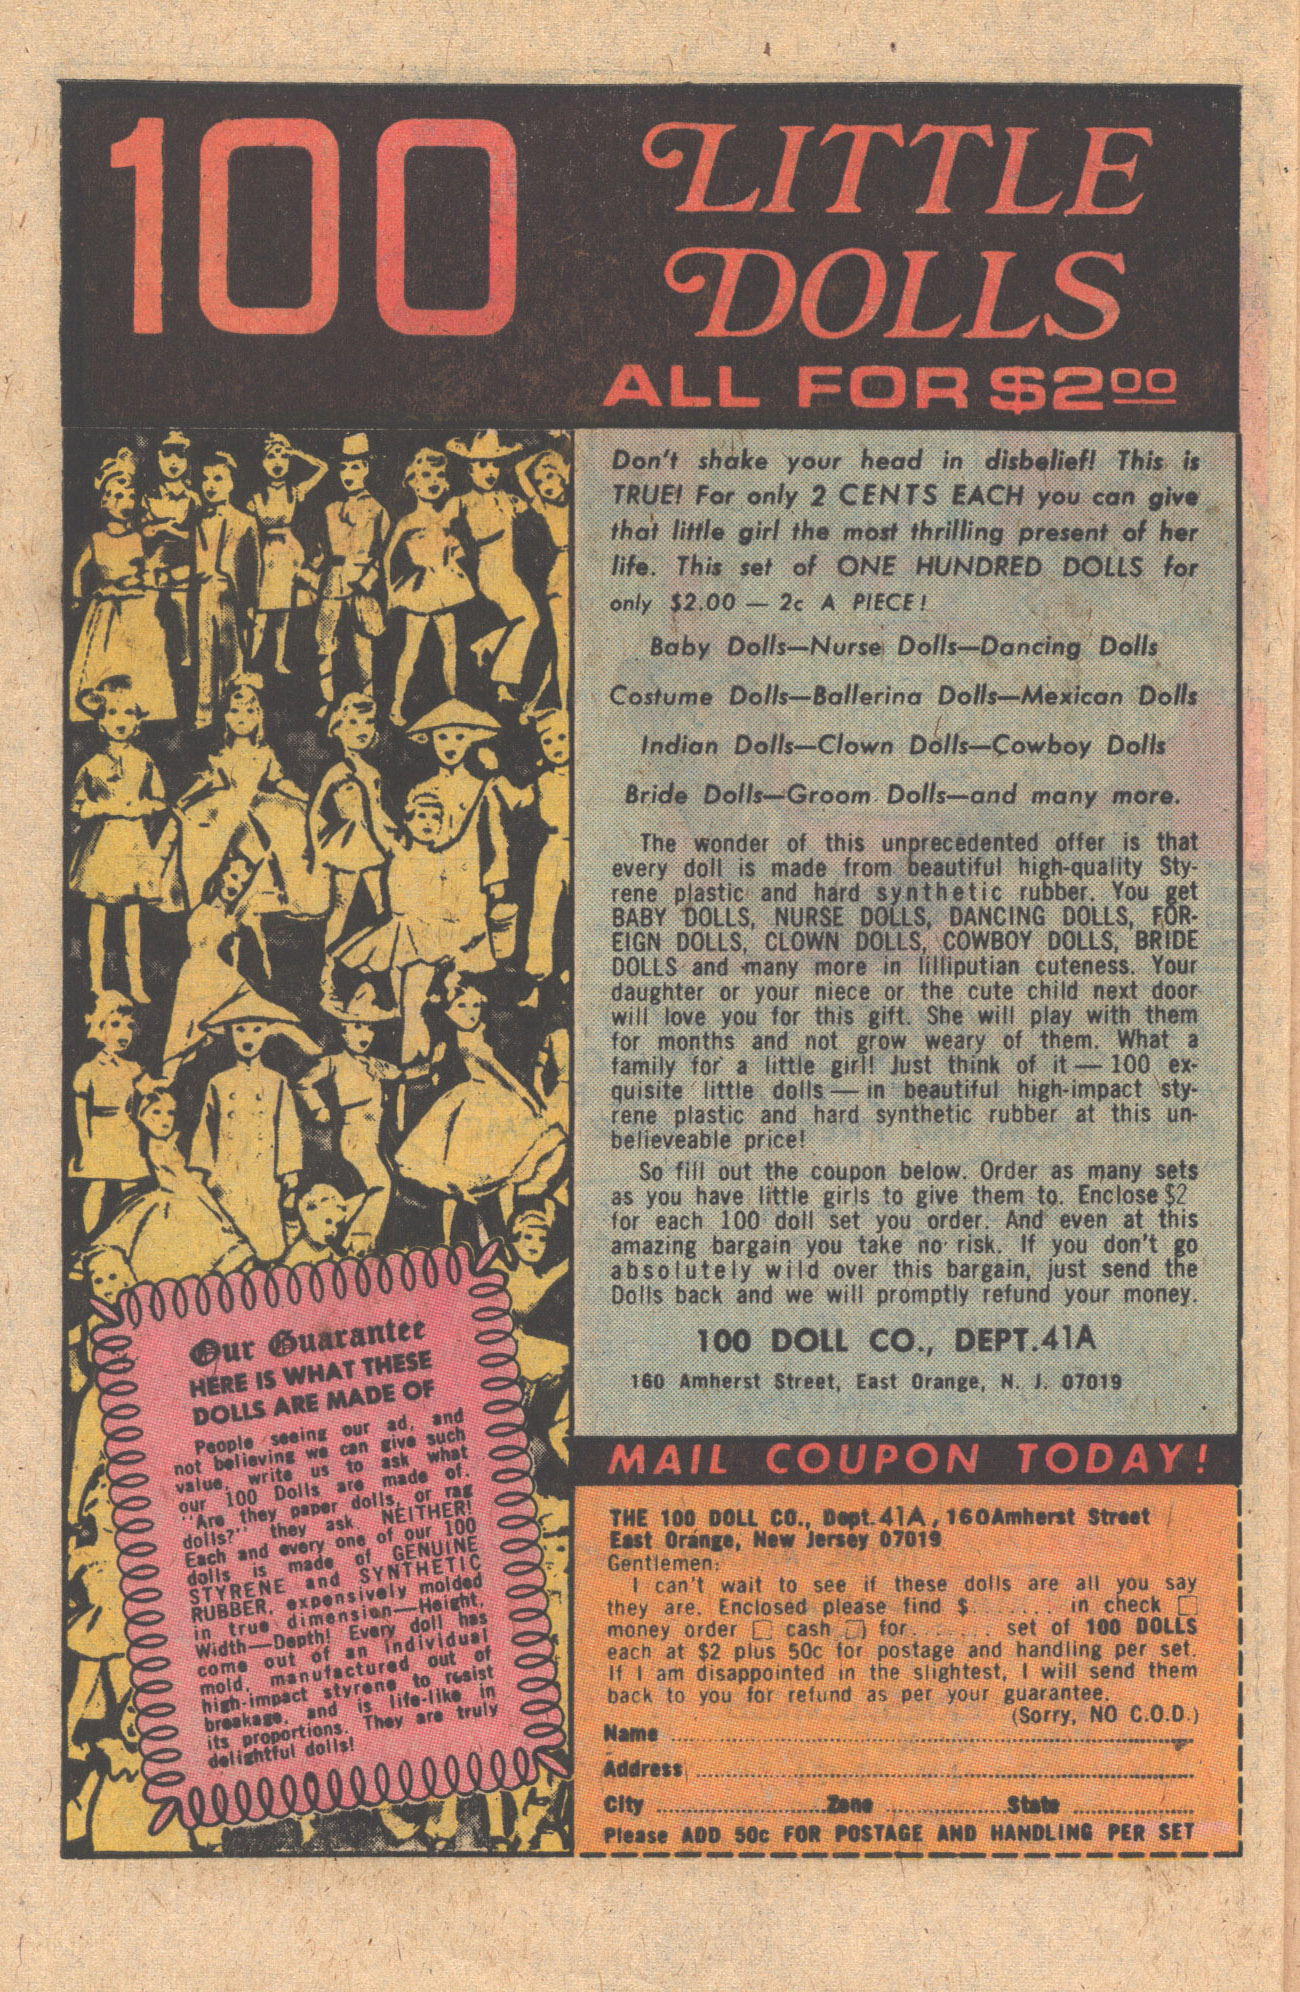 100
LITTLE
DOLLS
ALL FOR $2.00
Don't shake your head in disbelief! This is
TRUE! For only 2 CENTS EACH you can give
that little girl the most thrilling present of her
life. This set of ONE HUNDRED DOLLS for
only $2.00 — 2c A PIECE!
Baby Dolls—Nurse Dolls—Dancing Dolls
Costume Dolls—Ballerina Dolls—Mexican Dolls
Indian Dolls—Clown Dolls—Cowboy Dolls
Bride Dolls—Groom Dolls—and many more.
The wonder of this unprecedented offer is that
every doll is made from beautiful high-quality Sty-
rene plastic and hard synthetic rubber. You get
BABY DOLLS, NURSE DOLLS, DANCING DOLLS, FOR-
EIGN DOLLS, CLOWN DOLLS, COWBOY DOLLS, BRIDE
DOLLS and many more in lilliputian cuteness. Your
daughter or your niece or the cute child next door
will love you for this gift. She will play with them
for months and not grow weary of them. What a
family for a little girl! Just think of it — 100 ex-
quisite little dolls — in beautiful high-impact sty-
rene plastic and hard synthetic rubber at this un-
believeable price!
So fill out the coupon below. Order as many sets
as you have little girls to give them to. Enclose $2
for each 100 doll set you order. And even at this
amazing bargain you take no risk. If you don't go
absolutely wild over this bargain, just send the
Dolls back and we will promptly refund your money.
100 DOLL CO., DEPT. 41A
160 Amherst Street, East Orange, N. J. 07019
Our Guarantee
HERE IS WHAT THESE
DOLLS ARE MADE OF
People seeing our ad, and
not believing we can give such
value, write us to ask what
our 100 Dolls are made of.
"Are they paper dolls, or rag
dolls?" they ask NEITHER!
Each and every one of our 100
dolls is made of GENUINE
STYRENE and SYNTHETIC
RUBBER, expensively molded
in true dimension—Height,
Width—Depth! Every doll has
come out of an individual
mold, manufactured out of
high-impact styrene to resist
breakage, and is life-like in
its proportions. They are truly
delightful dolls!
MAIL COUPON TODAY!
THE 100 DOLL CO., Dept. 41A, 160 Amherst Street
East Orange, New Jersey 07019
Gentlemen:
I can't wait to see if these dolls are all you say
they are. Enclosed please find $........ in check ☐
money order ☐ cash ☐ for........ set of 100 DOLLS
each at $2 plus 50c for postage and handling per set.
If I am disappointed in the slightest, I will send them
back to you for refund as per your guarantee.
(Sorry, NO C.O.D.)
Name
Address
City Zone State
Please ADD 50c FOR POSTAGE AND HANDLING PER SET